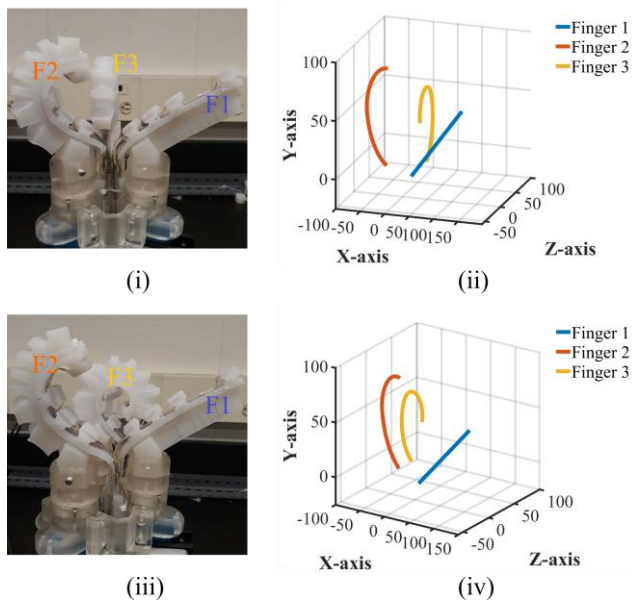 F2
F3
F1
(i)
Finger 1
Finger 2
Finger 3
100
50
0
Y-axis
-100
-50
0
50
100
150
X-axis
-50
0
50
100
Z-axis
(ii)
F2
F3
F1
(iii)
Finger 1
Finger 2
Finger 3
100
50
0
Y-axis
-100
-50
0
50
100
150
X-axis
-50
0
50
100
Z-axis
(iv)